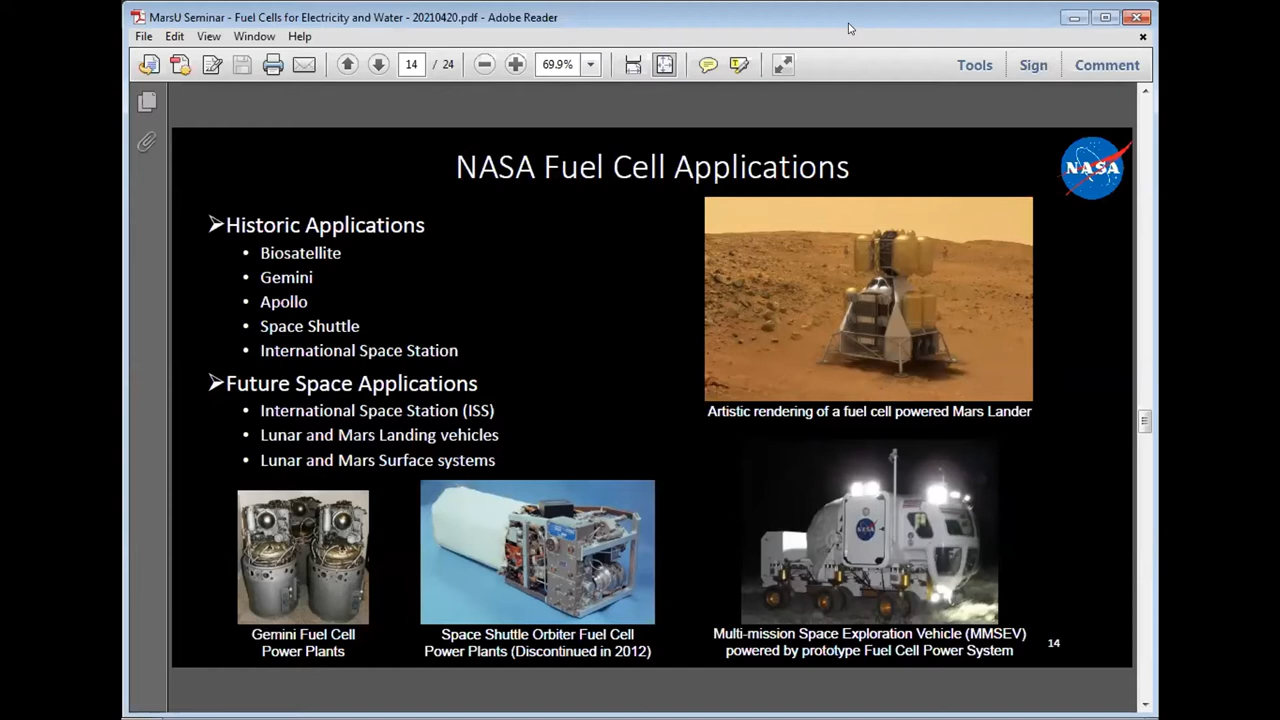 MarsU Seminar - Fuel Cells for Electricity and Water - 20210420.pdf - Adobe Reader
File Edit View Window Help
14 / 24 69.9% Tools Sign Comment
NASA Fuel Cell Applications
NASA
➢Historic Applications
• Biosatellite
• Gemini
• Apollo
• Space Shuttle
• International Space Station
➢Future Space Applications
• International Space Station (ISS)
• Lunar and Mars Landing vehicles
• Lunar and Mars Surface systems
Artistic rendering of a fuel cell powered Mars Lander
NASA
Gemini Fuel Cell
Power Plants
Space Shuttle Orbiter Fuel Cell
Power Plants (Discontinued in 2012)
Multi-mission Space Exploration Vehicle (MMSEV)
powered by prototype Fuel Cell Power System
14